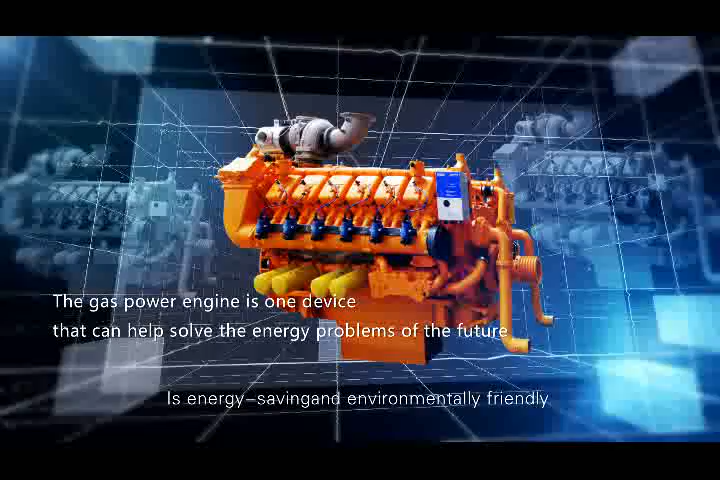 The gas power engine is one device
that can help solve the energy problems of the future
Is energy-savingand environmentally friendly